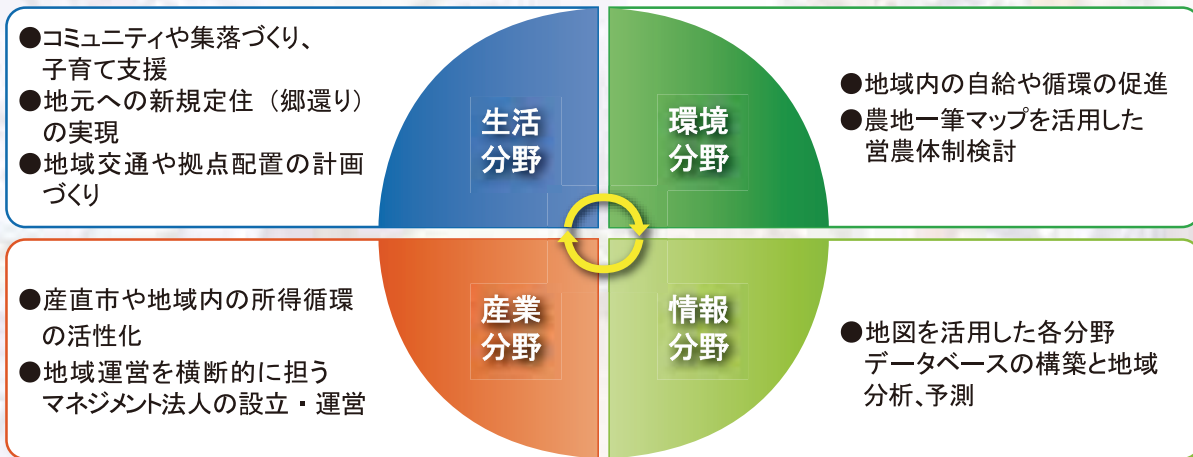 ●コミュニティや集落づくり、
子育て支援
●地元への新規定住（郷還り）
の実現
●地域交通や拠点配置の計画
づくり
生活
分野
環境
分野
●地域内の自給や循環の促進
●農地一筆マップを活用した
営農体制検討
●産直市や地域内の所得循環
の活性化
●地域運営を横断的に担う
マネジメント法人の設立・運営
産業
分野
情報
分野
●地図を活用した各分野
データベースの構築と地域
分析、予測